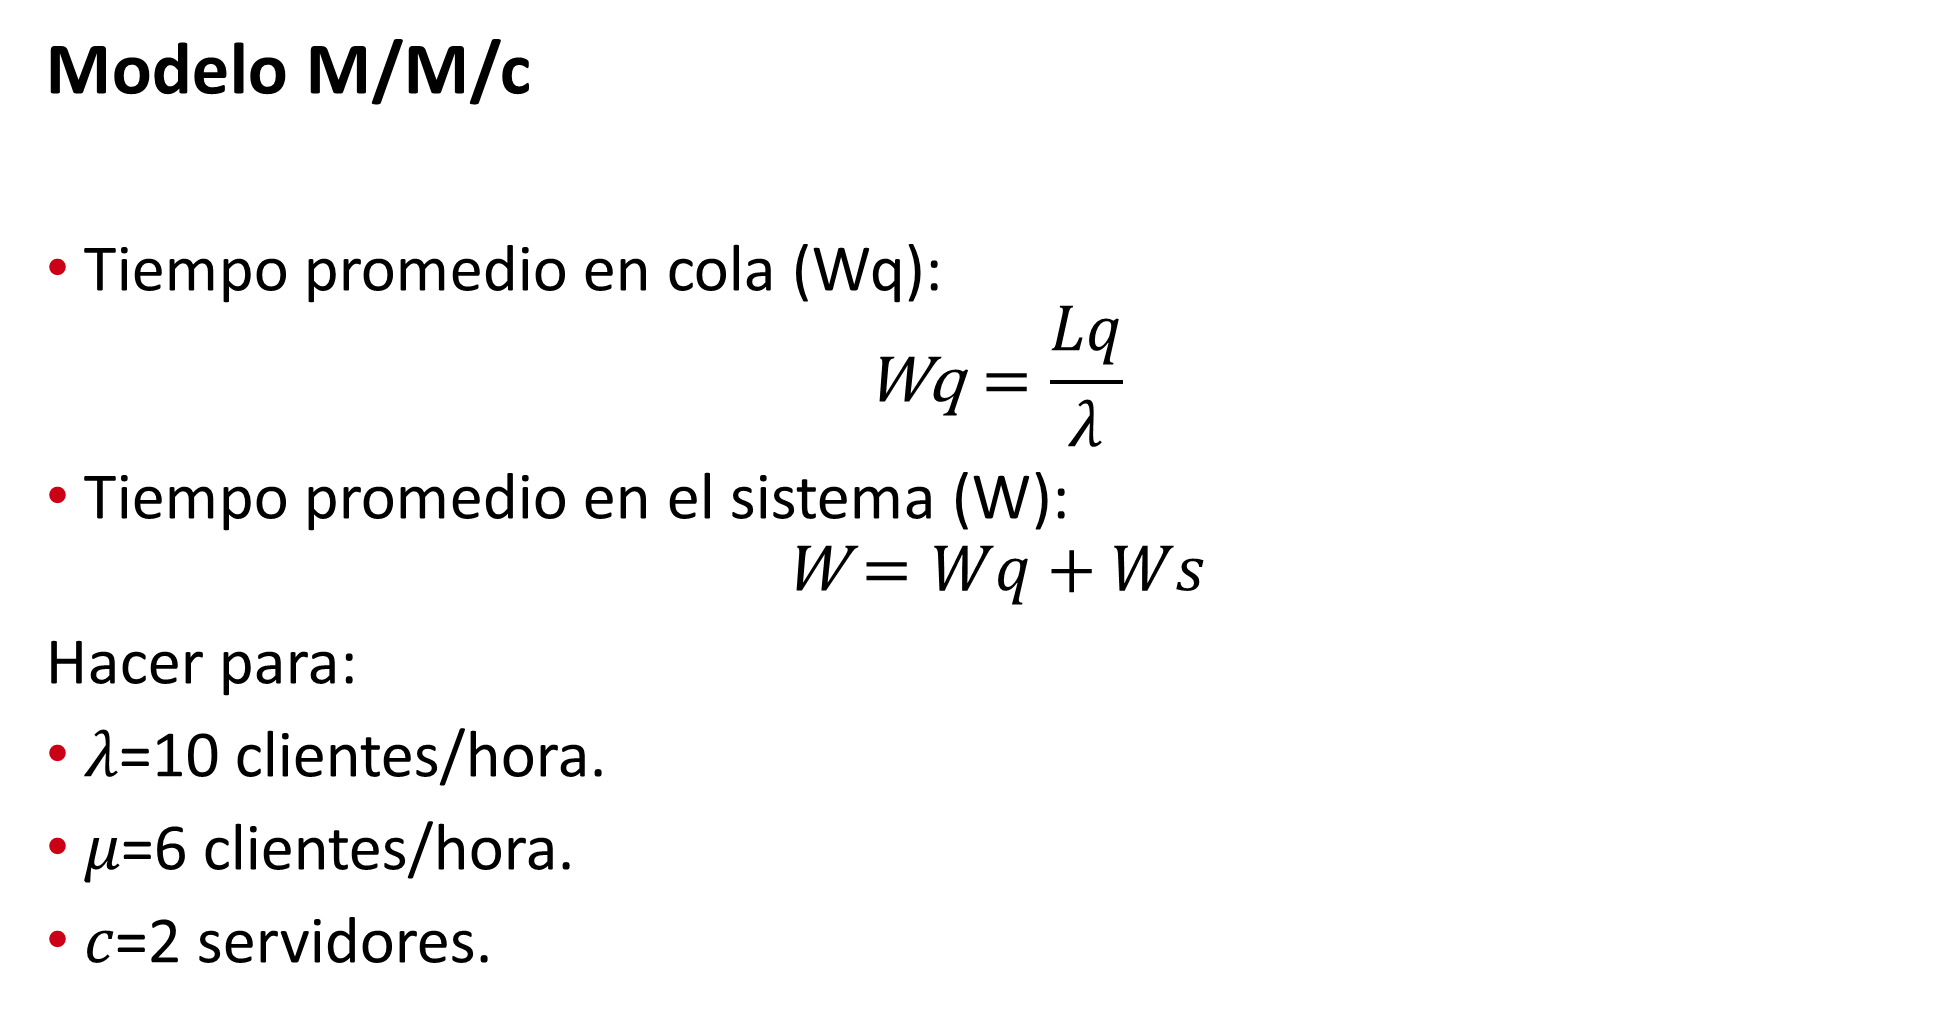 Modelo M/M/c
• Tiempo promedio en cola (Wq):
Wq = Lq/λ
• Tiempo promedio en el sistema (W):
W = Wq + Ws
Hacer para:
• λ=10 clientes/hora.
• μ=6 clientes/hora.
• c=2 servidores.